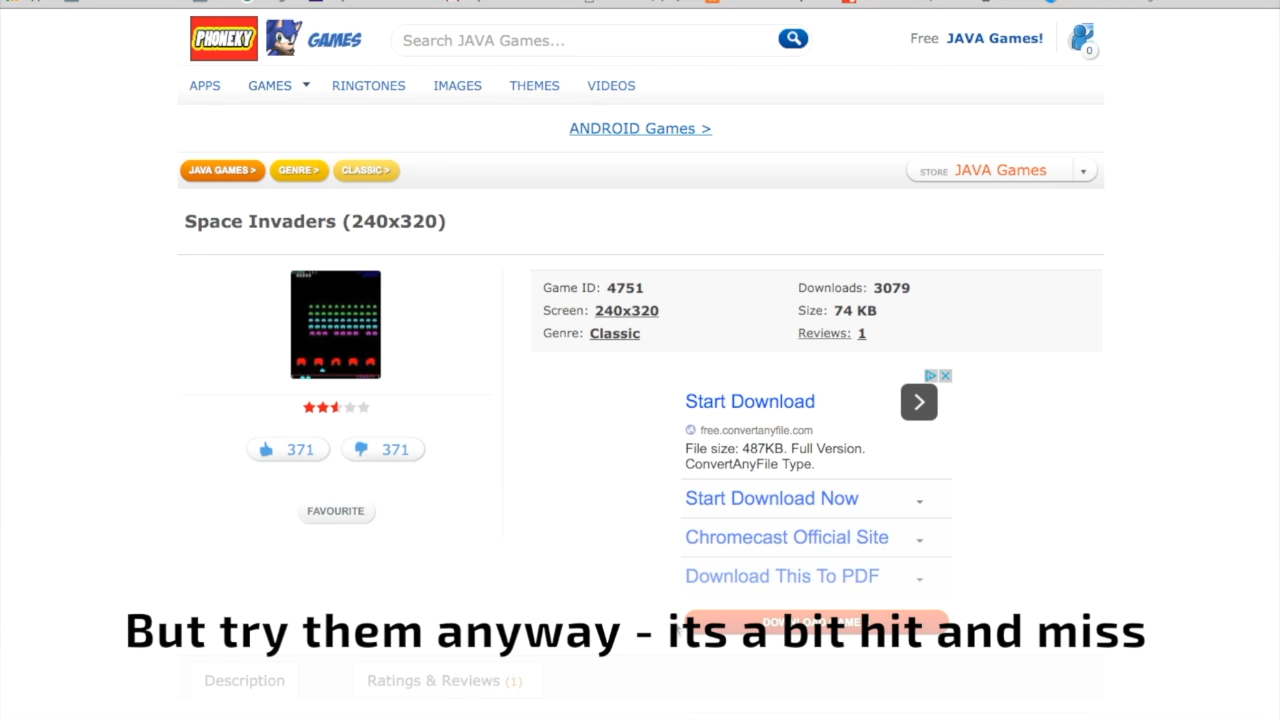 PHONEKY
GAMES
Search JAVA Games...
Free JAVA Games!
0
APPS
GAMES
RINGTONES
IMAGES
THEMES
VIDEOS
ANDROID Games >
JAVA GAMES >
GENRE >
CLASSIC >
STORE JAVA Games
Space Invaders (240x320)
Game ID: 4751
Downloads: 3079
Screen: 240x320
Size: 74 KB
Genre: Classic
Reviews: 1
Start Download
free.convertanyfile.com
File size: 487KB. Full Version.
ConvertAnyFile Type.
371
371
Start Download Now
FAVOURITE
Chromecast Official Site
Download This To PDF
But try them anyway - its a bit hit and miss
Description
Ratings & Reviews (1)